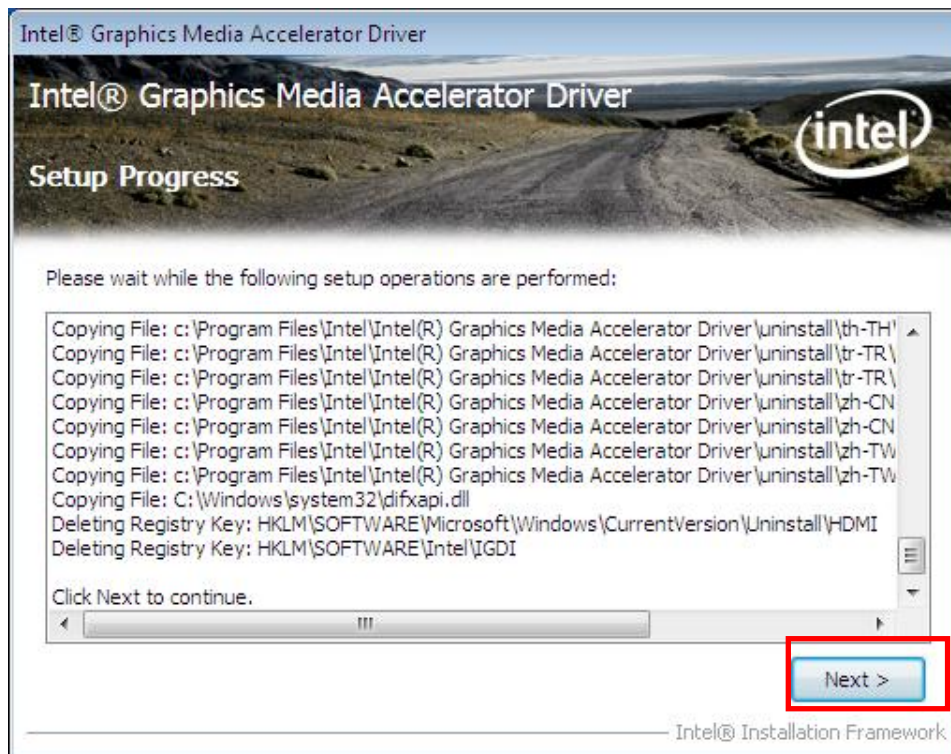 Intel® Graphics Media Accelerator Driver
Intel® Graphics Media Accelerator Driver
intel
Setup Progress
Please wait while the following setup operations are performed:
Copying File: c:\Program Files\Intel\Intel(R) Graphics Media Accelerator Driver\uninstall\th-TH\
Copying File: c:\Program Files\Intel\Intel(R) Graphics Media Accelerator Driver\uninstall\tr-TR\
Copying File: c:\Program Files\Intel\Intel(R) Graphics Media Accelerator Driver\uninstall\tr-TR\
Copying File: c:\Program Files\Intel\Intel(R) Graphics Media Accelerator Driver\uninstall\zh-CN
Copying File: c:\Program Files\Intel\Intel(R) Graphics Media Accelerator Driver\uninstall\zh-CN
Copying File: c:\Program Files\Intel\Intel(R) Graphics Media Accelerator Driver\uninstall\zh-TW
Copying File: c:\Program Files\Intel\Intel(R) Graphics Media Accelerator Driver\uninstall\zh-TW
Copying File: C:\Windows\system32\difxapi.dll
Deleting Registry Key: HKLM\SOFTWARE\Microsoft\Windows\CurrentVersion\Uninstall\HDMI
Deleting Registry Key: HKLM\SOFTWARE\Intel\IGDI
Click Next to continue.
Next >
Intel® Installation Framework